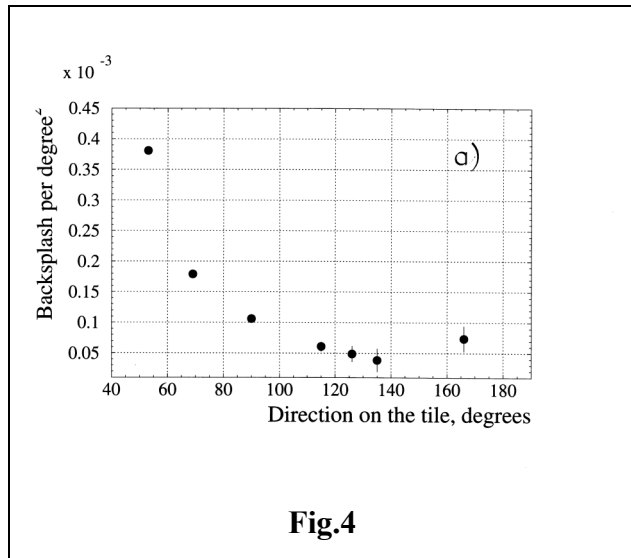 x 10 -3
Backsplash per degree²
0.45
0.4
0.35
0.3
0.25
0.2
0.15
0.1
0.05
a)
40 60 80 100 120 140 160 180
Direction on the tile, degrees
Fig.4